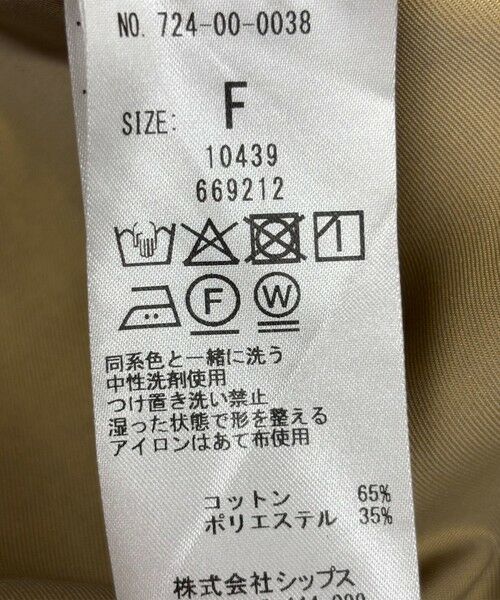 NO. 724-00-0038
SIZE: F
10439
669212
F W
同系色と一緒に洗う
中性洗剤使用
つけ置き洗い禁止
湿った状態で形を整える
アイロンはあて布使用
コットン 65%
ポリエステル 35%
株式会社シップス